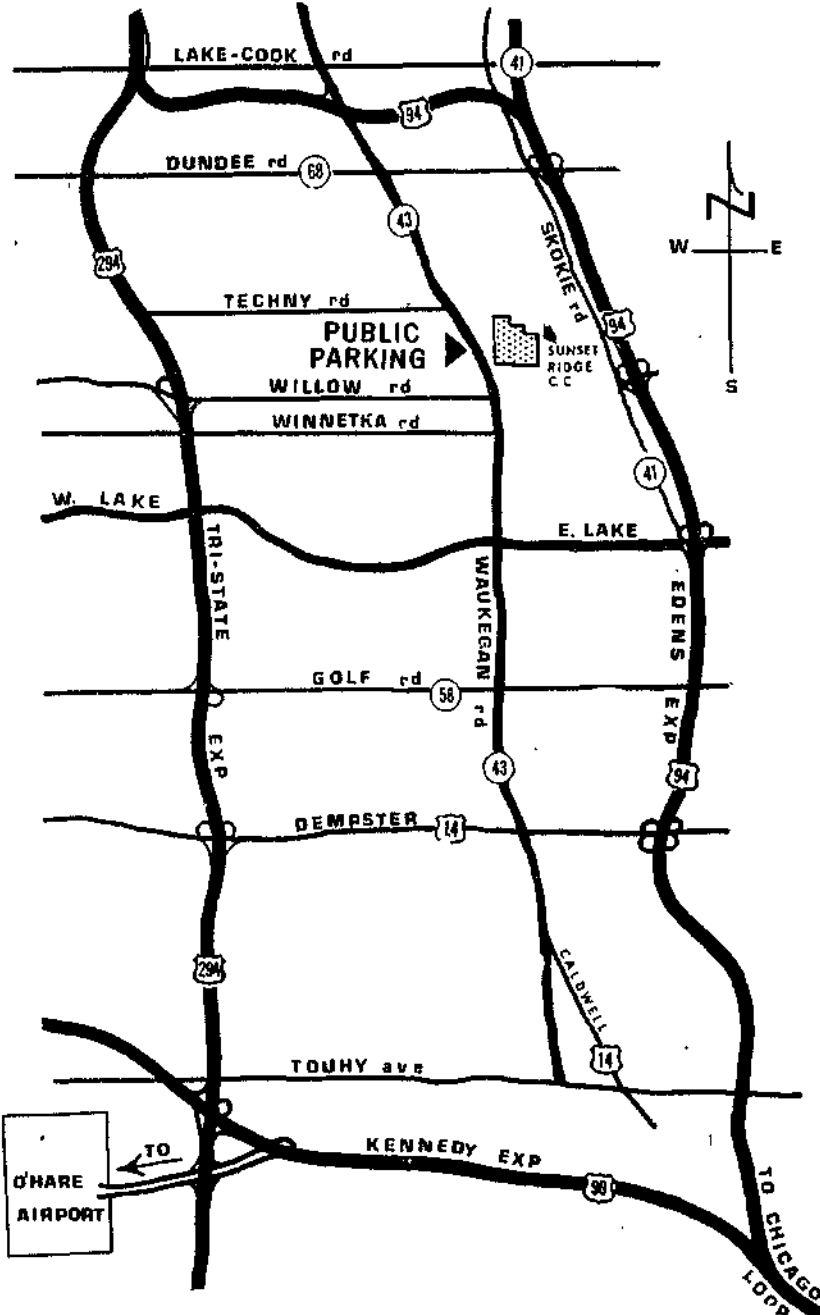 LAKE-COOK rd
41
94
DUNDEE rd 68
43
294
SKOKIE rd
N
W E
S
TECHNY rd
94
PUBLIC
PARKING
SUNSET
RIDGE
C.C
WILLOW rd
WINNETKA rd
41
W. LAKE
E. LAKE
TRI-STATE
EXP
WAUKEGAN rd
EDENS
EXP
GOLF rd 58
43
94
DEMPSTER 14
294
CALDWELL
14
TOUHY ave
TO
O'HARE
AIRPORT
KENNEDY EXP
90
TO CHICAGO
LOOP